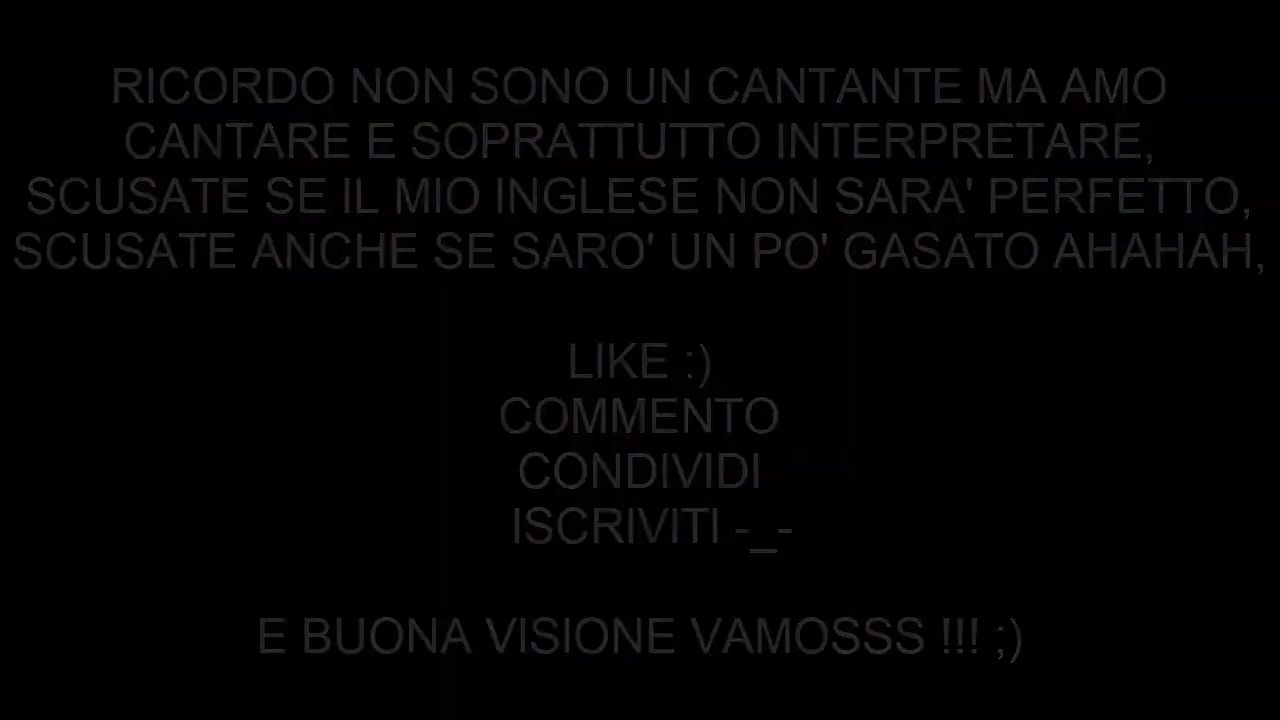 RICORDO NON SONO UN CANTANTE MA AMO
CANTARE E SOPRATTUTTO INTERPRETARE,
SCUSATE SE IL MIO INGLESE NON SARA' PERFETTO,
SCUSATE ANCHE SE SARO' UN PO' GASATO AHAHAH,
LIKE :)
COMMENTO
CONDIVIDI
ISCRIVITI -_-
E BUONA VISIONE VAMOSSS !!! ;)